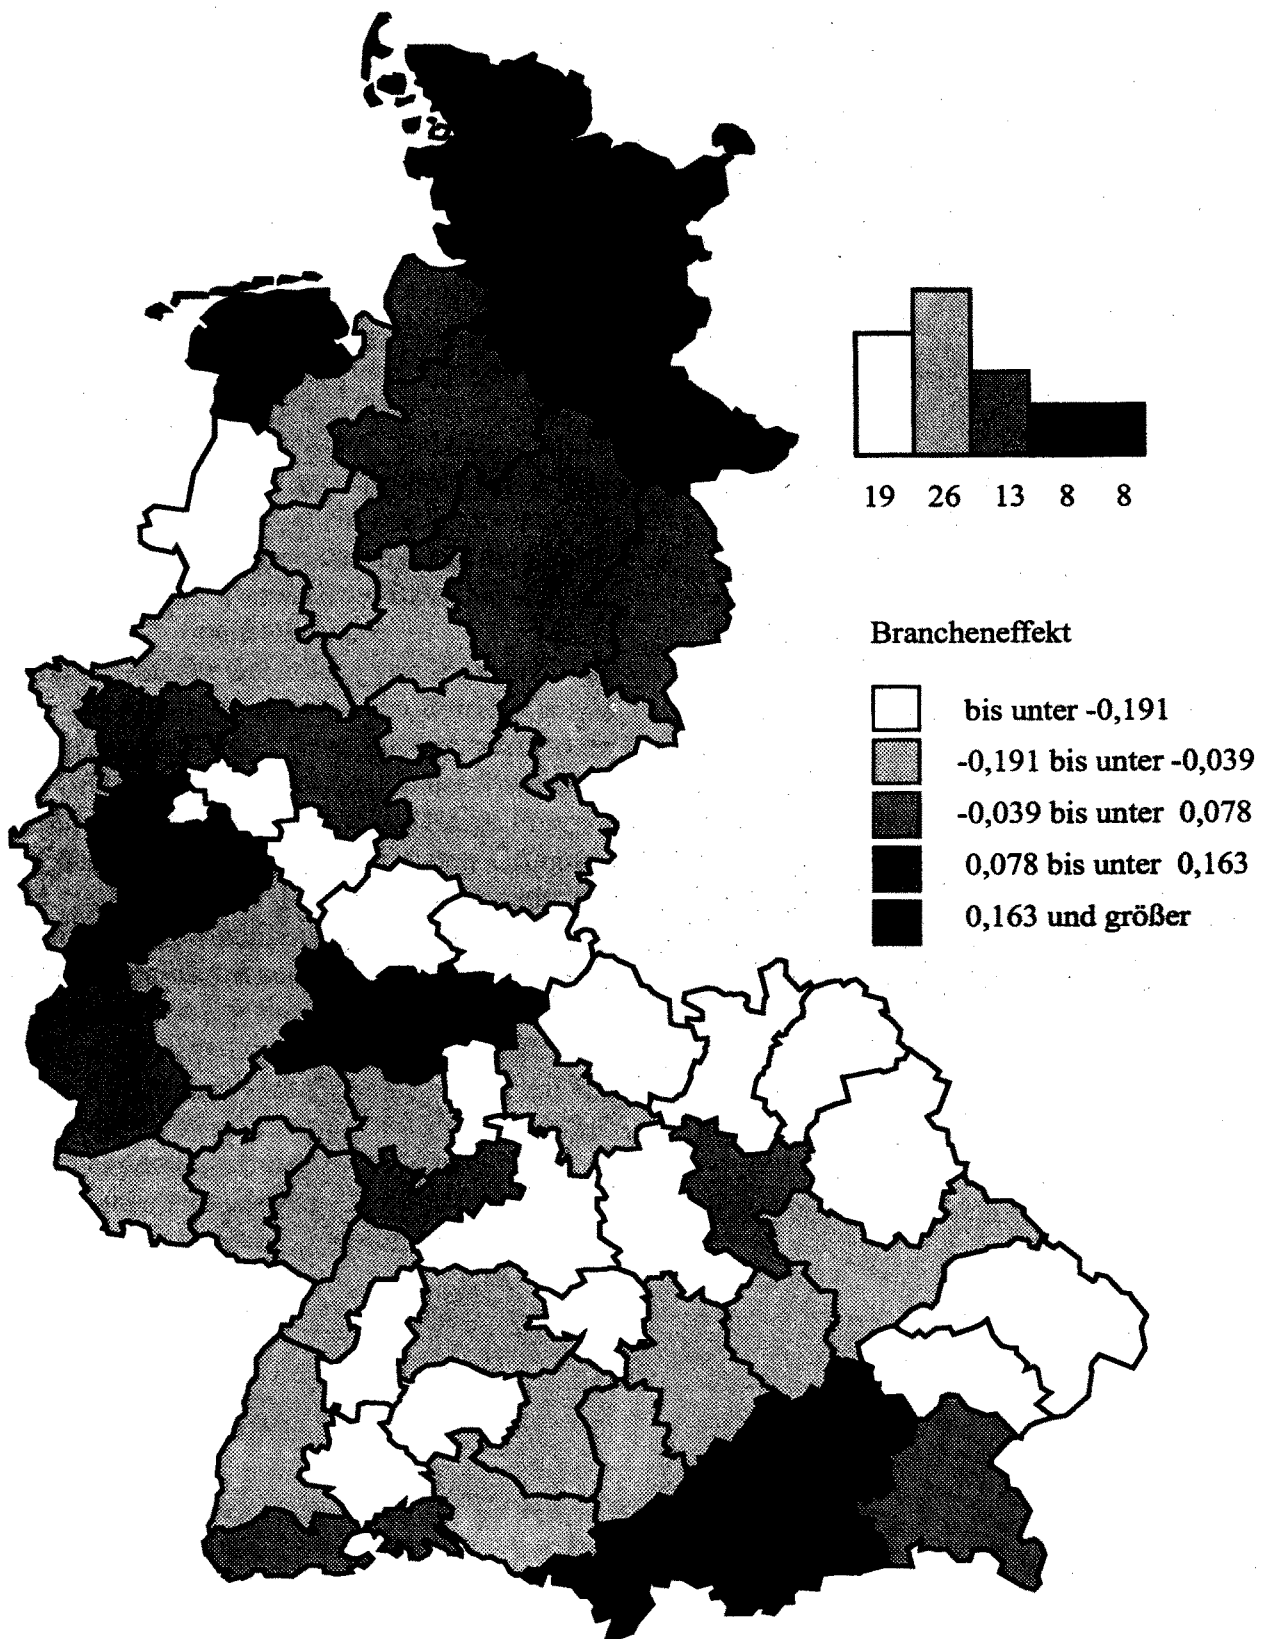 19 26 13 8 8
Brancheneffekt
bis unter -0,191
-0,191 bis unter -0,039
-0,039 bis unter 0,078
0,078 bis unter 0,163
0,163 und größer